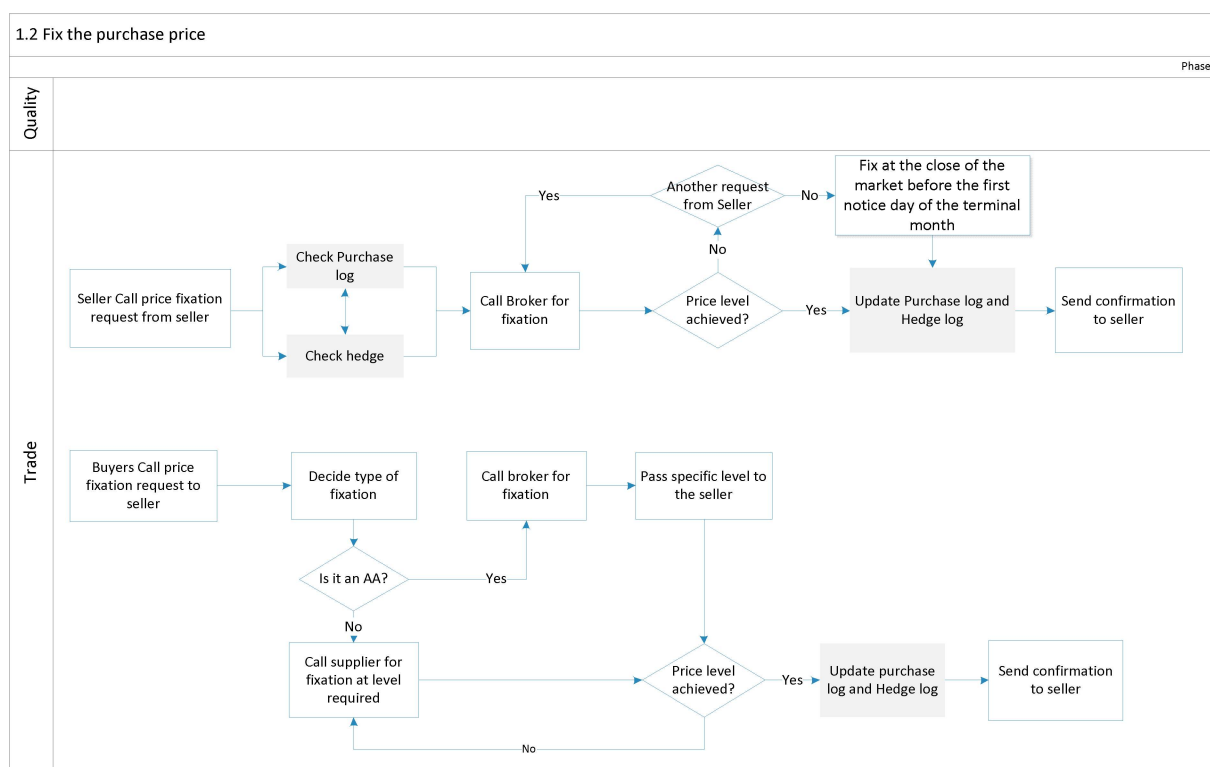 1.2 Fix the purchase price
Phase
Quality
Trade
Seller Call price fixation
request from seller
Check Purchase
log
Check hedge
Call Broker for
fixation
Price level
achieved?
No
Another request
from Seller
Yes
No
Fix at the close of the
market before the first
notice day of the terminal
month
Yes
Update Purchase log and
Hedge log
Send confirmation
to seller
Buyers Call price
fixation request to
seller
Decide type of
fixation
Is it an AA?
Yes
Call broker for
fixation
Pass specific level to
the seller
No
Call supplier for
fixation at level
required
Price level
achieved?
No
Yes
Update purchase
log and Hedge log
Send confirmation
to seller